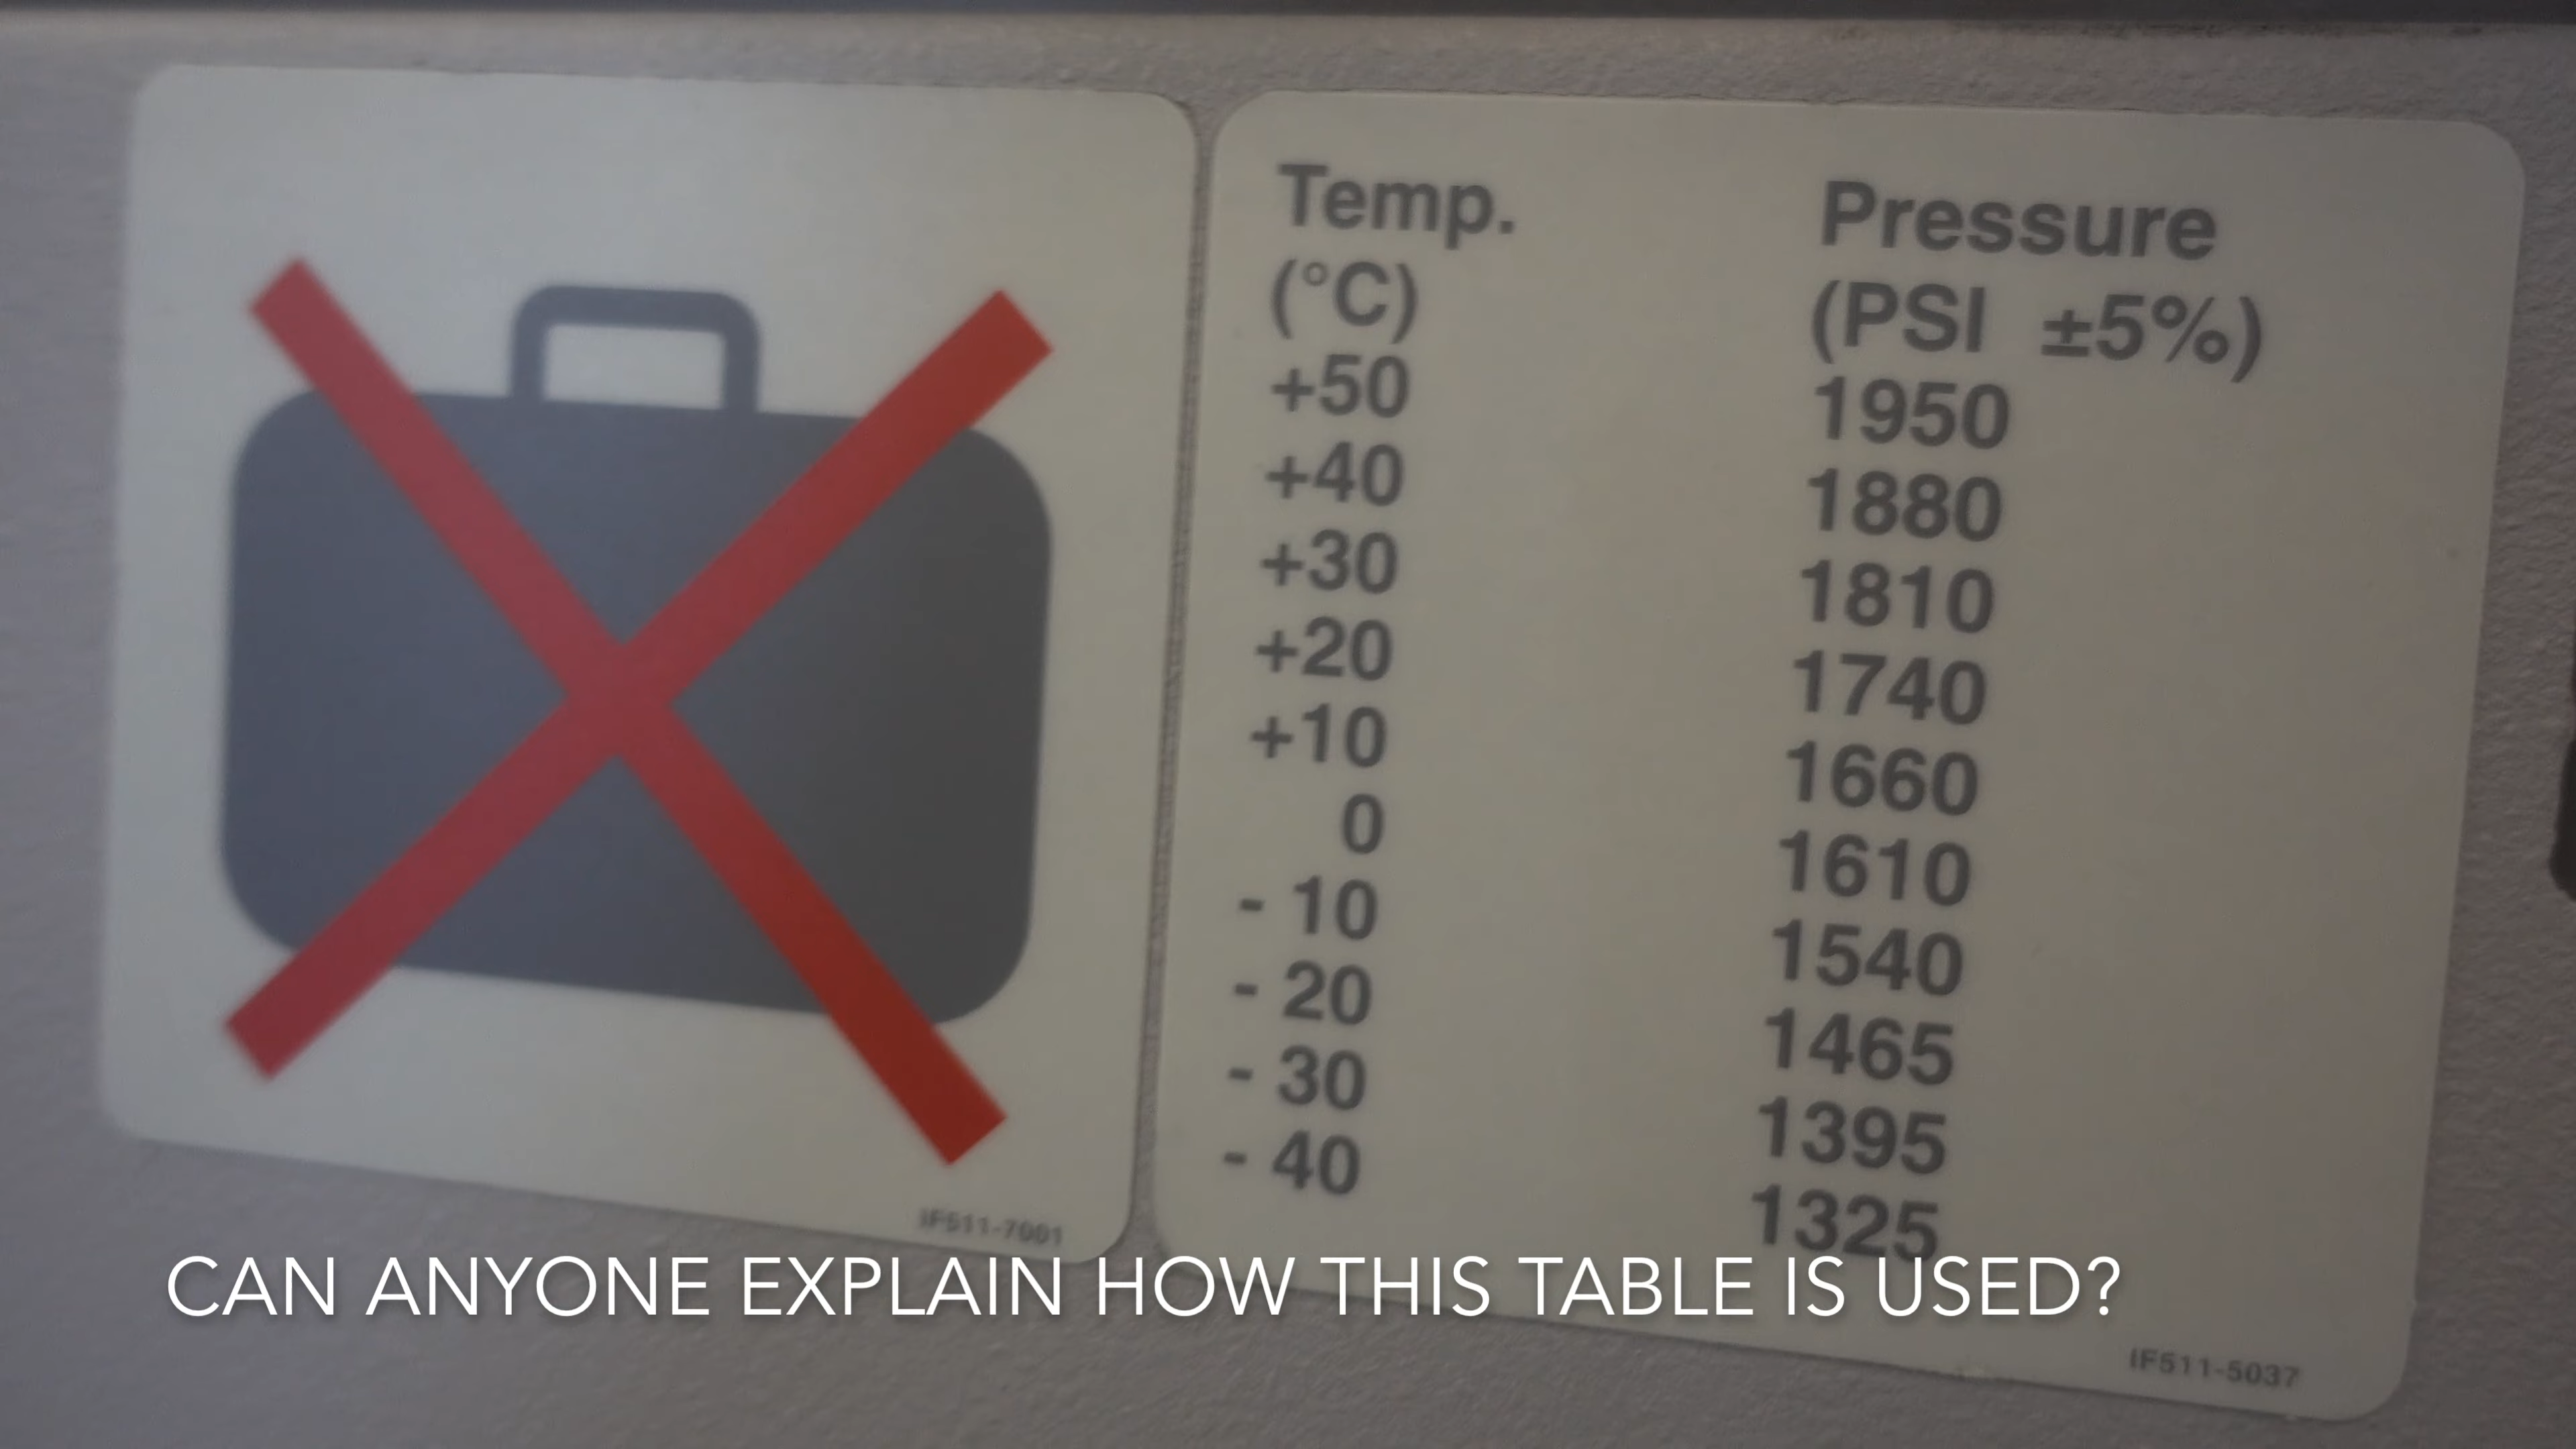 Temp. Pressure
(°C) (PSI ±5%)
+50 1950
+40 1880
+30 1810
+20 1740
+10 1660
0 1610
- 10 1540
- 20 1465
- 30 1395
- 40 1325
IF511-7001
CAN ANYONE EXPLAIN HOW THIS TABLE IS USED?
IF511-5037